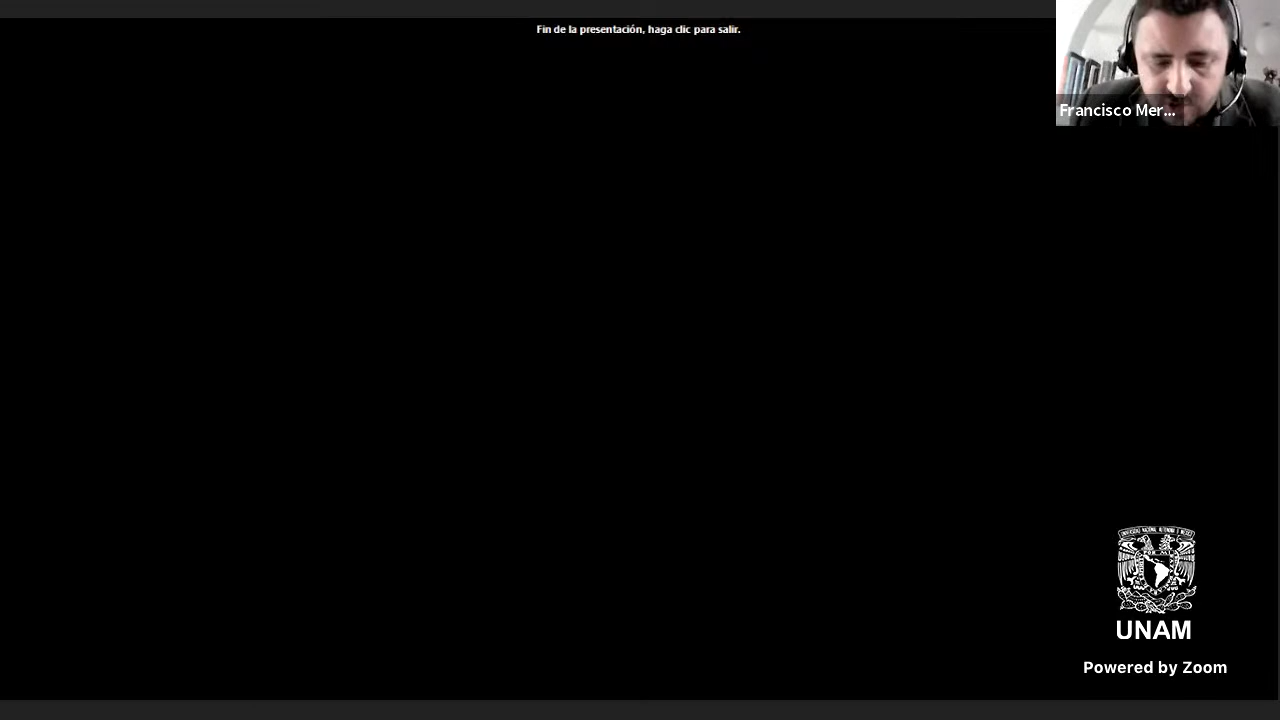 Fin de la presentación, haga clic para salir.
Francisco Mer...
UNAM
Powered by Zoom